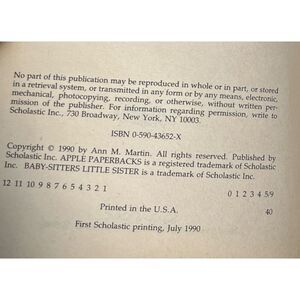 No part of this publication may be reproduced in whole or in part, or stored
in a retrieval system, or transmitted in any form or by any means, electronic,
mechanical, photocopying, recording, or otherwise, without written per-
mission of the publisher. For information regarding permission, write to
Scholastic Inc., 730 Broadway, New York, NY 10003.
ISBN 0-590-43652-X
Copyright © 1990 by Ann M. Martin. All rights reserved. Published by
Scholastic Inc. APPLE PAPERBACKS is a registered trademark of Scholastic
Inc. BABY-SITTERS LITTLE SISTER is a trademark of Scholastic Inc.
12 11 10 9 8 7 6 5 4 3 2 1 0 1 2 3 4 5/9
Printed in the U.S.A. 40
First Scholastic printing, July 1990